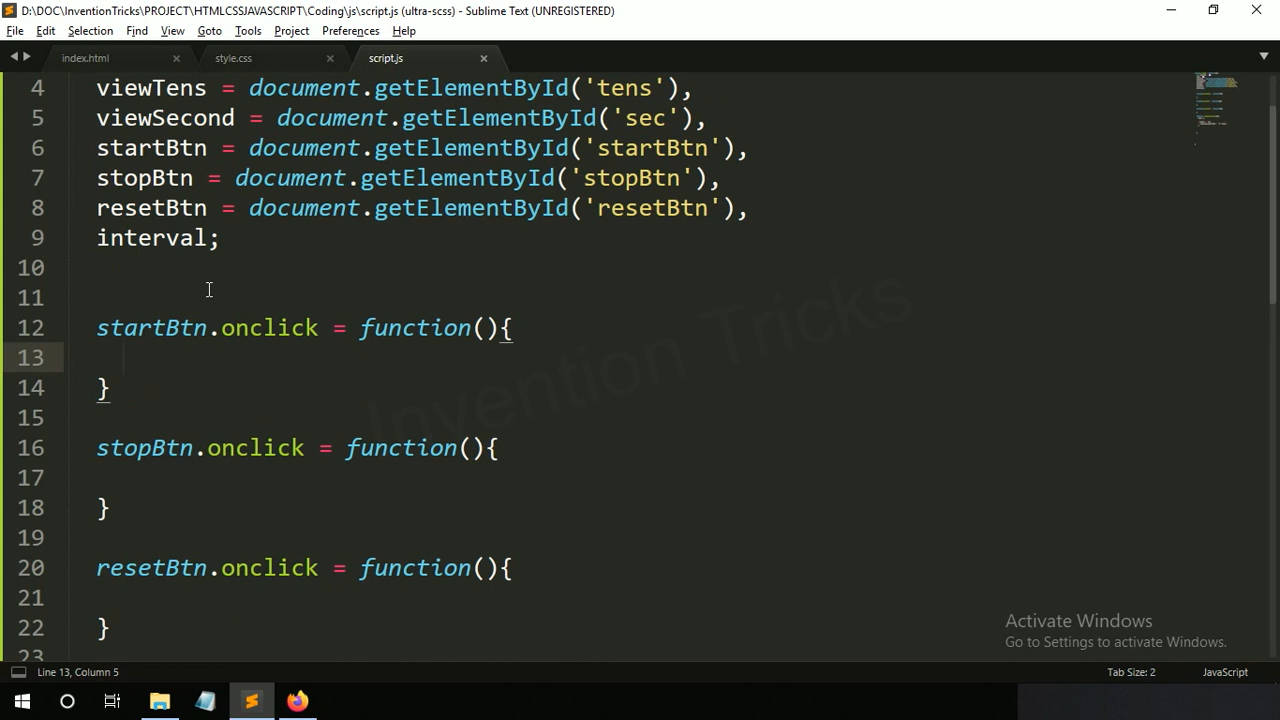 D:\DOC\InventionTricks\PROJECT\HTMLCSSJAVASCRIPT\Coding\js\script.js (ultra-scss) - Sublime Text (UNREGISTERED)
File Edit Selection Find View Goto Tools Project Preferences Help
index.html style.css script.js
4 viewTens = document.getElementById('tens'),
5 viewSecond = document.getElementById('sec'),
6 startBtn = document.getElementById('startBtn'),
7 stopBtn = document.getElementById('stopBtn'),
8 resetBtn = document.getElementById('resetBtn'),
9 interval;
10
11
12 startBtn.onclick = function(){
13
14 }
15
16 stopBtn.onclick = function(){
17
18 }
19
20 resetBtn.onclick = function(){
21
22 }
23
Invention Tricks
Activate Windows
Go to Settings to activate Windows.
Line 13, Column 5 Tab Size: 2 JavaScript